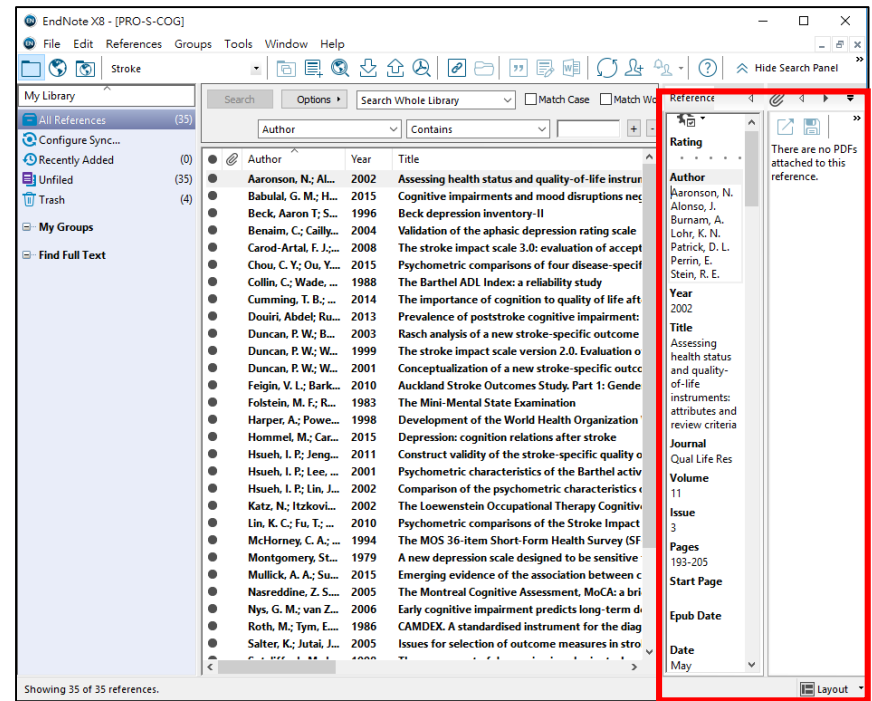 EndNote X8 - [PRO-S-COG]
File Edit References Groups Tools Window Help
Stroke Hide Search Panel
My Library
All References (35)
Configure Sync...
Recently Added (0)
Unfiled (35)
Trash (4)
My Groups
Find Full Text
Search Options Search Whole Library Match Case Match Wo
Author Contains
Author Year Title
Aaronson, N.; Al... 2002 Assessing health status and quality-of-life instrun
Babulal, G. M.; H... 2015 Cognitive impairments and mood disruptions neg
Beck, Aaron T; S... 1996 Beck depression inventory-II
Benaim, C.; Cailly... 2004 Validation of the aphasic depression rating scale
Carod-Artal, F. J.;... 2008 The stroke impact scale 3.0: evaluation of accept
Chou, C. Y.; Ou, Y.... 2015 Psychometric comparisons of four disease-specif
Collin, C.; Wade, ... 1988 The Barthel ADL Index: a reliability study
Cumming, T. B.; ... 2014 The importance of cognition to quality of life aft
Douiri, Abdel; Ru... 2013 Prevalence of poststroke cognitive impairment:
Duncan, P. W.; B... 2003 Rasch analysis of a new stroke-specific outcome
Duncan, P. W.; W... 1999 The stroke impact scale version 2.0. Evaluation o
Duncan, P. W.; W... 2001 Conceptualization of a new stroke-specific outcc
Feigin, V. L.; Bark... 2010 Auckland Stroke Outcomes Study. Part 1: Gende
Folstein, M. F.; R... 1983 The Mini-Mental State Examination
Harper, A.; Powe... 1998 Development of the World Health Organization
Hommel, M.; Car... 2015 Depression: cognition relations after stroke
Hsueh, I. P.; Jeng... 2011 Construct validity of the stroke-specific quality o
Hsueh, I. P.; Lee, ... 2001 Psychometric characteristics of the Barthel activ
Hsueh, I. P.; Lin, J... 2002 Comparison of the psychometric characteristics
Katz, N.; Itzkovi... 2002 The Loewenstein Occupational Therapy Cognitiv
Lin, K. C.; Fu, T.; ... 2010 Psychometric comparisons of the Stroke Impact
McHorney, C. A.; ... 1994 The MOS 36-item Short-Form Health Survey (SF
Montgomery, St... 1979 A new depression scale designed to be sensitive
Mullick, A. A.; Su... 2015 Emerging evidence of the association between c
Nasreddine, Z. S.... 2005 The Montreal Cognitive Assessment, MoCA: a bri
Nys, G. M.; van Z... 2006 Early cognitive impairment predicts long-term d
Roth, M.; Tym, E.... 1986 CAMDEX. A standardised instrument for the diag
Salter, K.; Jutai, J... 2005 Issues for selection of outcome measures in stro
Reference
Rating
Author
Aaronson, N.
Alonso, J.
Burnam, A.
Lohr, K. N.
Patrick, D. L.
Perrin, E.
Stein, R. E.
Year
2002
Title
Assessing
health status
and quality-
of-life
instruments:
attributes and
review criteria
Journal
Qual Life Res
Volume
11
Issue
3
Pages
193-205
Start Page
Epub Date
Date
May
There are no PDFs
attached to this
reference.
Showing 35 of 35 references.
Layout